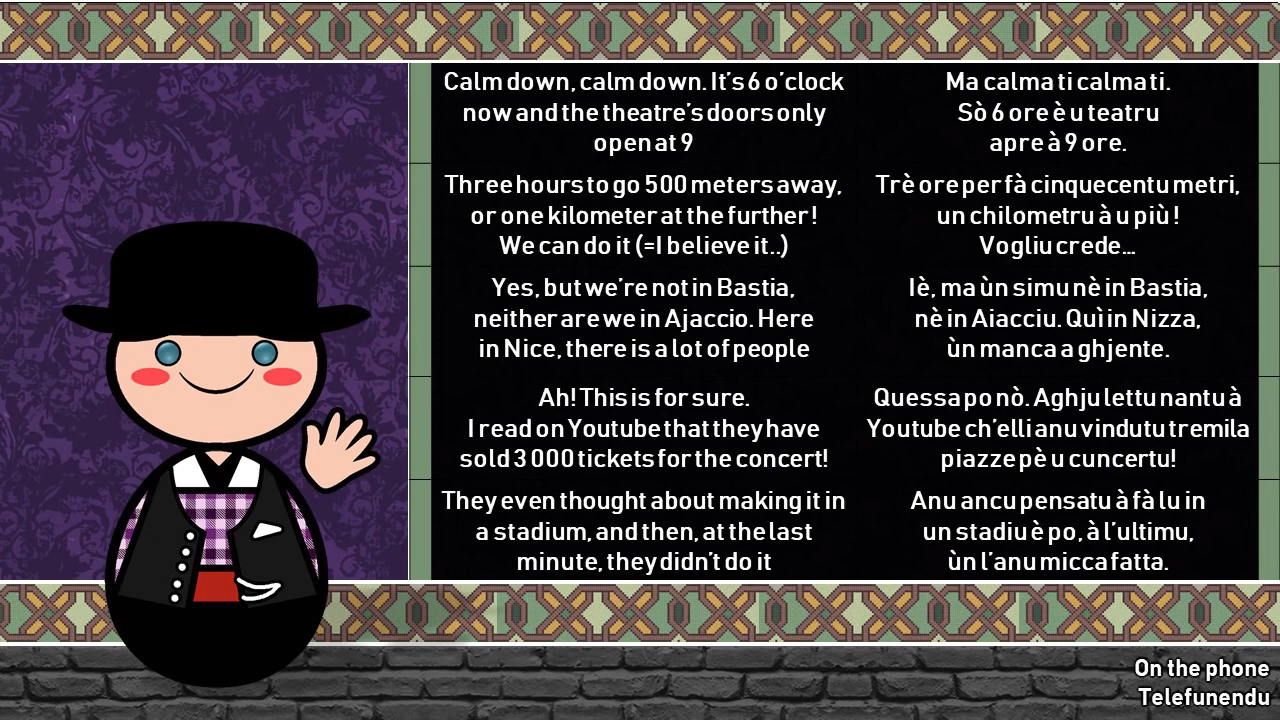 Calm down, calm down. It's 6 o'clock
now and the theatre's doors only
open at 9
Ma calmati calmati.
Sò 6 ore è u teatru
apre à 9 ore.
Three hours to go 500 meters away,
or one kilometer at the further!
We can do it (=I believe it..)
Trè ore per fà cinquecentu metri,
un chilometru à u più!
Vogliu crede...
Yes, but we're not in Bastia,
neither are we in Ajaccio. Here
in Nice, there is a lot of people
Iè, ma ùn simu nè in Bastia,
nè in Aiacciu. Quì in Nizza,
ùn manca a ghjente.
Ah! This is for sure.
I read on Youtube that they have
sold 3 000 tickets for the concert!
Quessa po nò. Aghju lettu nantu à
Youtube ch'elli anu vindutu tremila
piazze pè u cuncertu!
They even thought about making it in
a stadium, and then, at the last
minute, they didn't do it
Anu ancu pensatu à fà lu in
un stadiu è po, à l'ultimu,
ùn l'anu micca fatta.
On the phone
Telefunendu